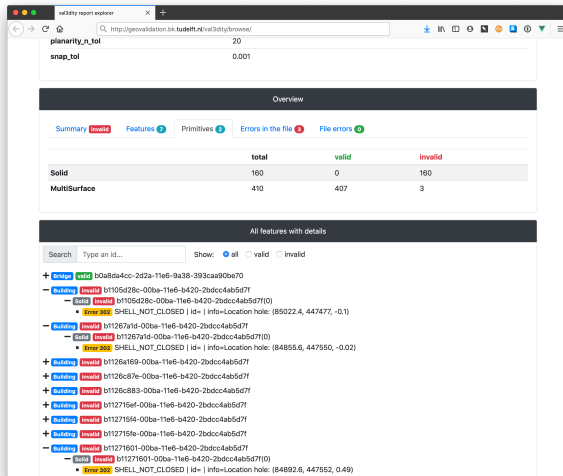 val3dity report explorer
http://geovalidation.bk.tudelft.nl/val3dity/browse/
planarity_n_tol 20
snap_tol 0.001
Overview
Summary invalid Features 7 Primitives 2 Errors in the file 3 File errors 0
total valid invalid
Solid 160 0 160
MultiSurface 410 407 3
All features with details
Search Type an id... Show: all valid invalid
Bridge valid b0a8da4cc-2d2a-11e6-9a38-393caa90be70
Building invalid b1105d28c-00ba-11e6-b420-2bdcc4ab5d7f
Solid invalid b1105d28c-00ba-11e6-b420-2bdcc4ab5d7f(0)
Error 302 SHELL_NOT_CLOSED | id= | info=Location hole: (85022.4, 447477, -0.1)
Building invalid b11267a1d-00ba-11e6-b420-2bdcc4ab5d7f
Solid invalid b11267a1d-00ba-11e6-b420-2bdcc4ab5d7f(0)
Error 302 SHELL_NOT_CLOSED | id= | info=Location hole: (84855.6, 447550, -0.02)
Building invalid b1126a169-00ba-11e6-b420-2bdcc4ab5d7f
Building invalid b1126c87e-00ba-11e6-b420-2bdcc4ab5d7f
Building invalid b1126c883-00ba-11e6-b420-2bdcc4ab5d7f
Building invalid b112715ef-00ba-11e6-b420-2bdcc4ab5d7f
Building invalid b112715f4-00ba-11e6-b420-2bdcc4ab5d7f
Building invalid b112715fe-00ba-11e6-b420-2bdcc4ab5d7f
Building invalid b11271601-00ba-11e6-b420-2bdcc4ab5d7f
Solid invalid b11271601-00ba-11e6-b420-2bdcc4ab5d7f(0)
Error 302 SHELL_NOT_CLOSED | id= | info=Location hole: (84892.6, 447552, 0.49)